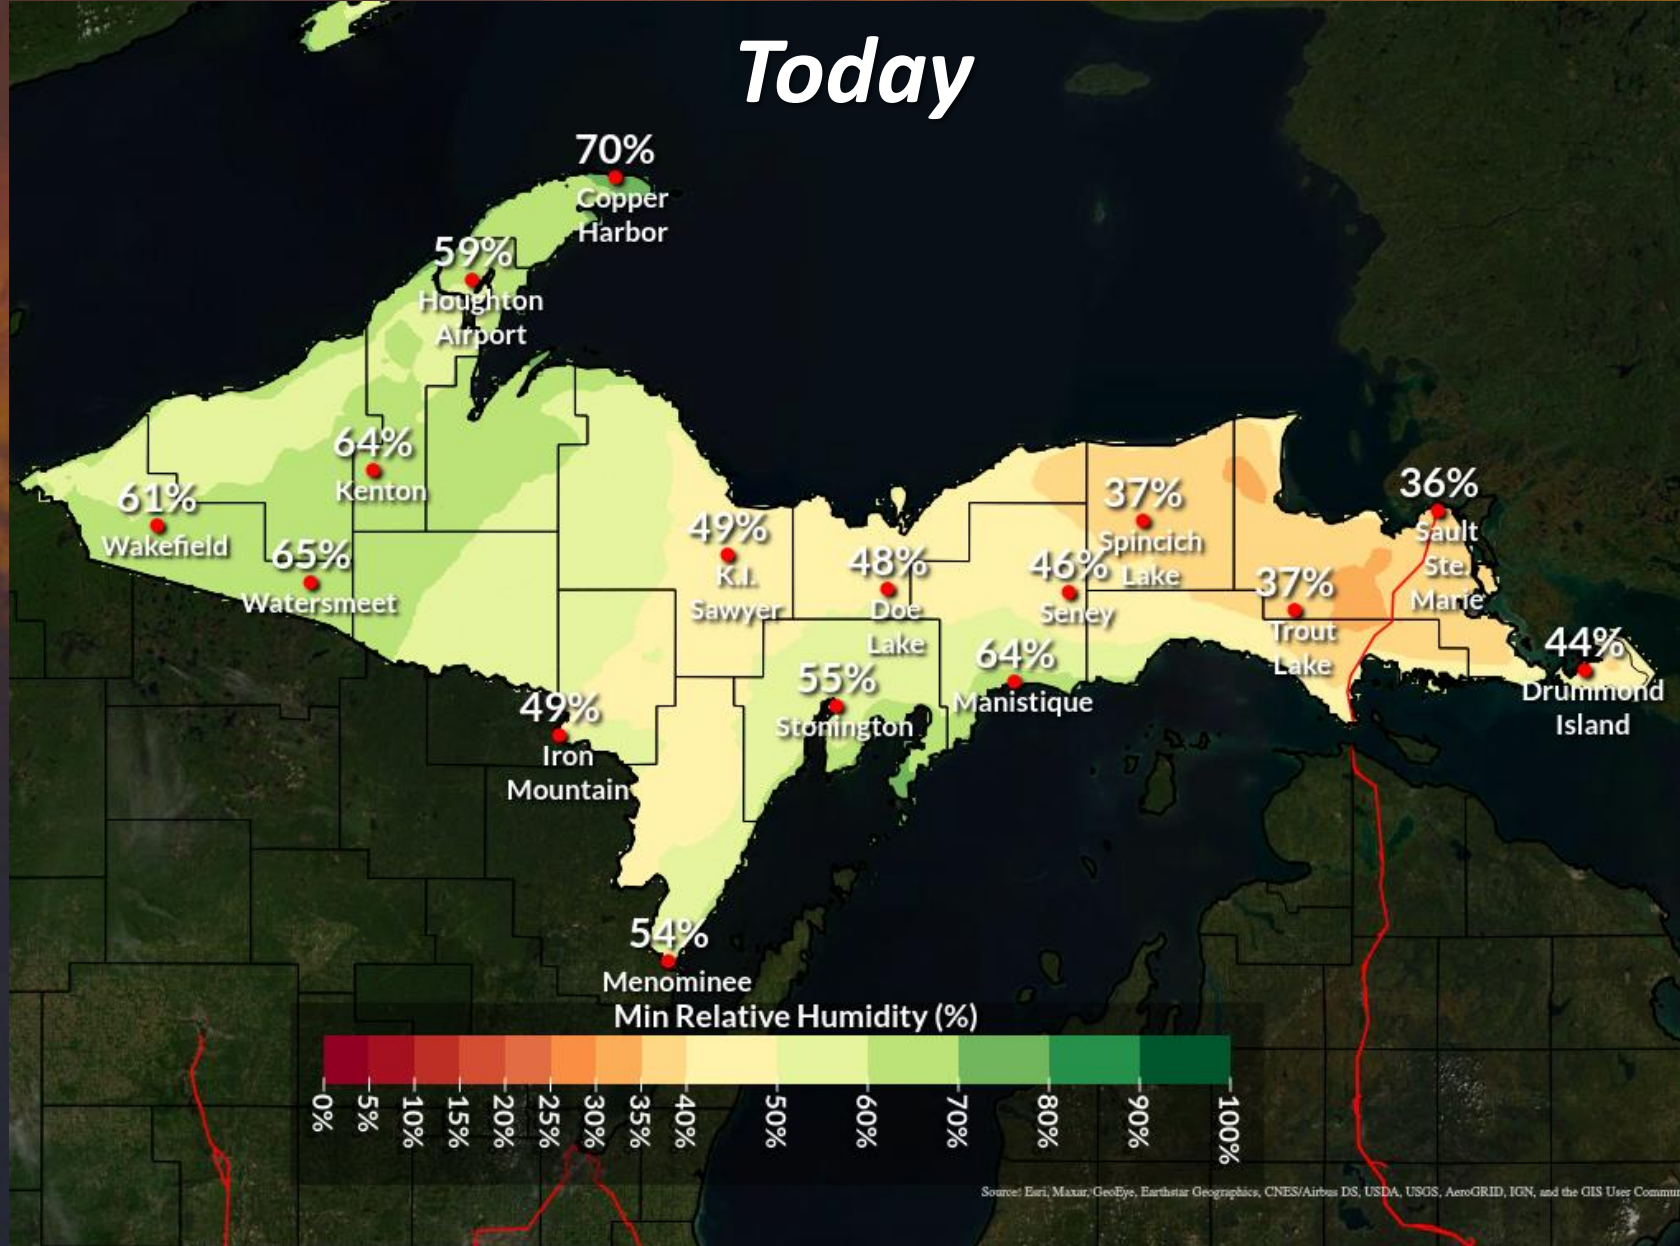 Today
70%
Copper
Harbor
59%
Houghton
Airport
64%
Kenton
61%
Wakefield
65%
Watersmeet
49%
K.I.
Sawyer
48%
Doe
Lake
46%
Seney
37%
Spincich
Lake
36%
Sault
Ste.
Marie
37%
Trout
Lake
44%
Drummond
Island
64%
Manistique
55%
Stonington
49%
Iron
Mountain
54%
Menominee
Min Relative Humidity (%)
0% 5% 10% 15% 20% 25% 30% 35% 40% 50% 60% 70% 80% 90% 100%
Source: Esri, Maxar, GeoEye, Earthstar Geographics, CNES/Airbus DS, USDA, USGS, AeroGRID, IGN, and the GIS User Commu